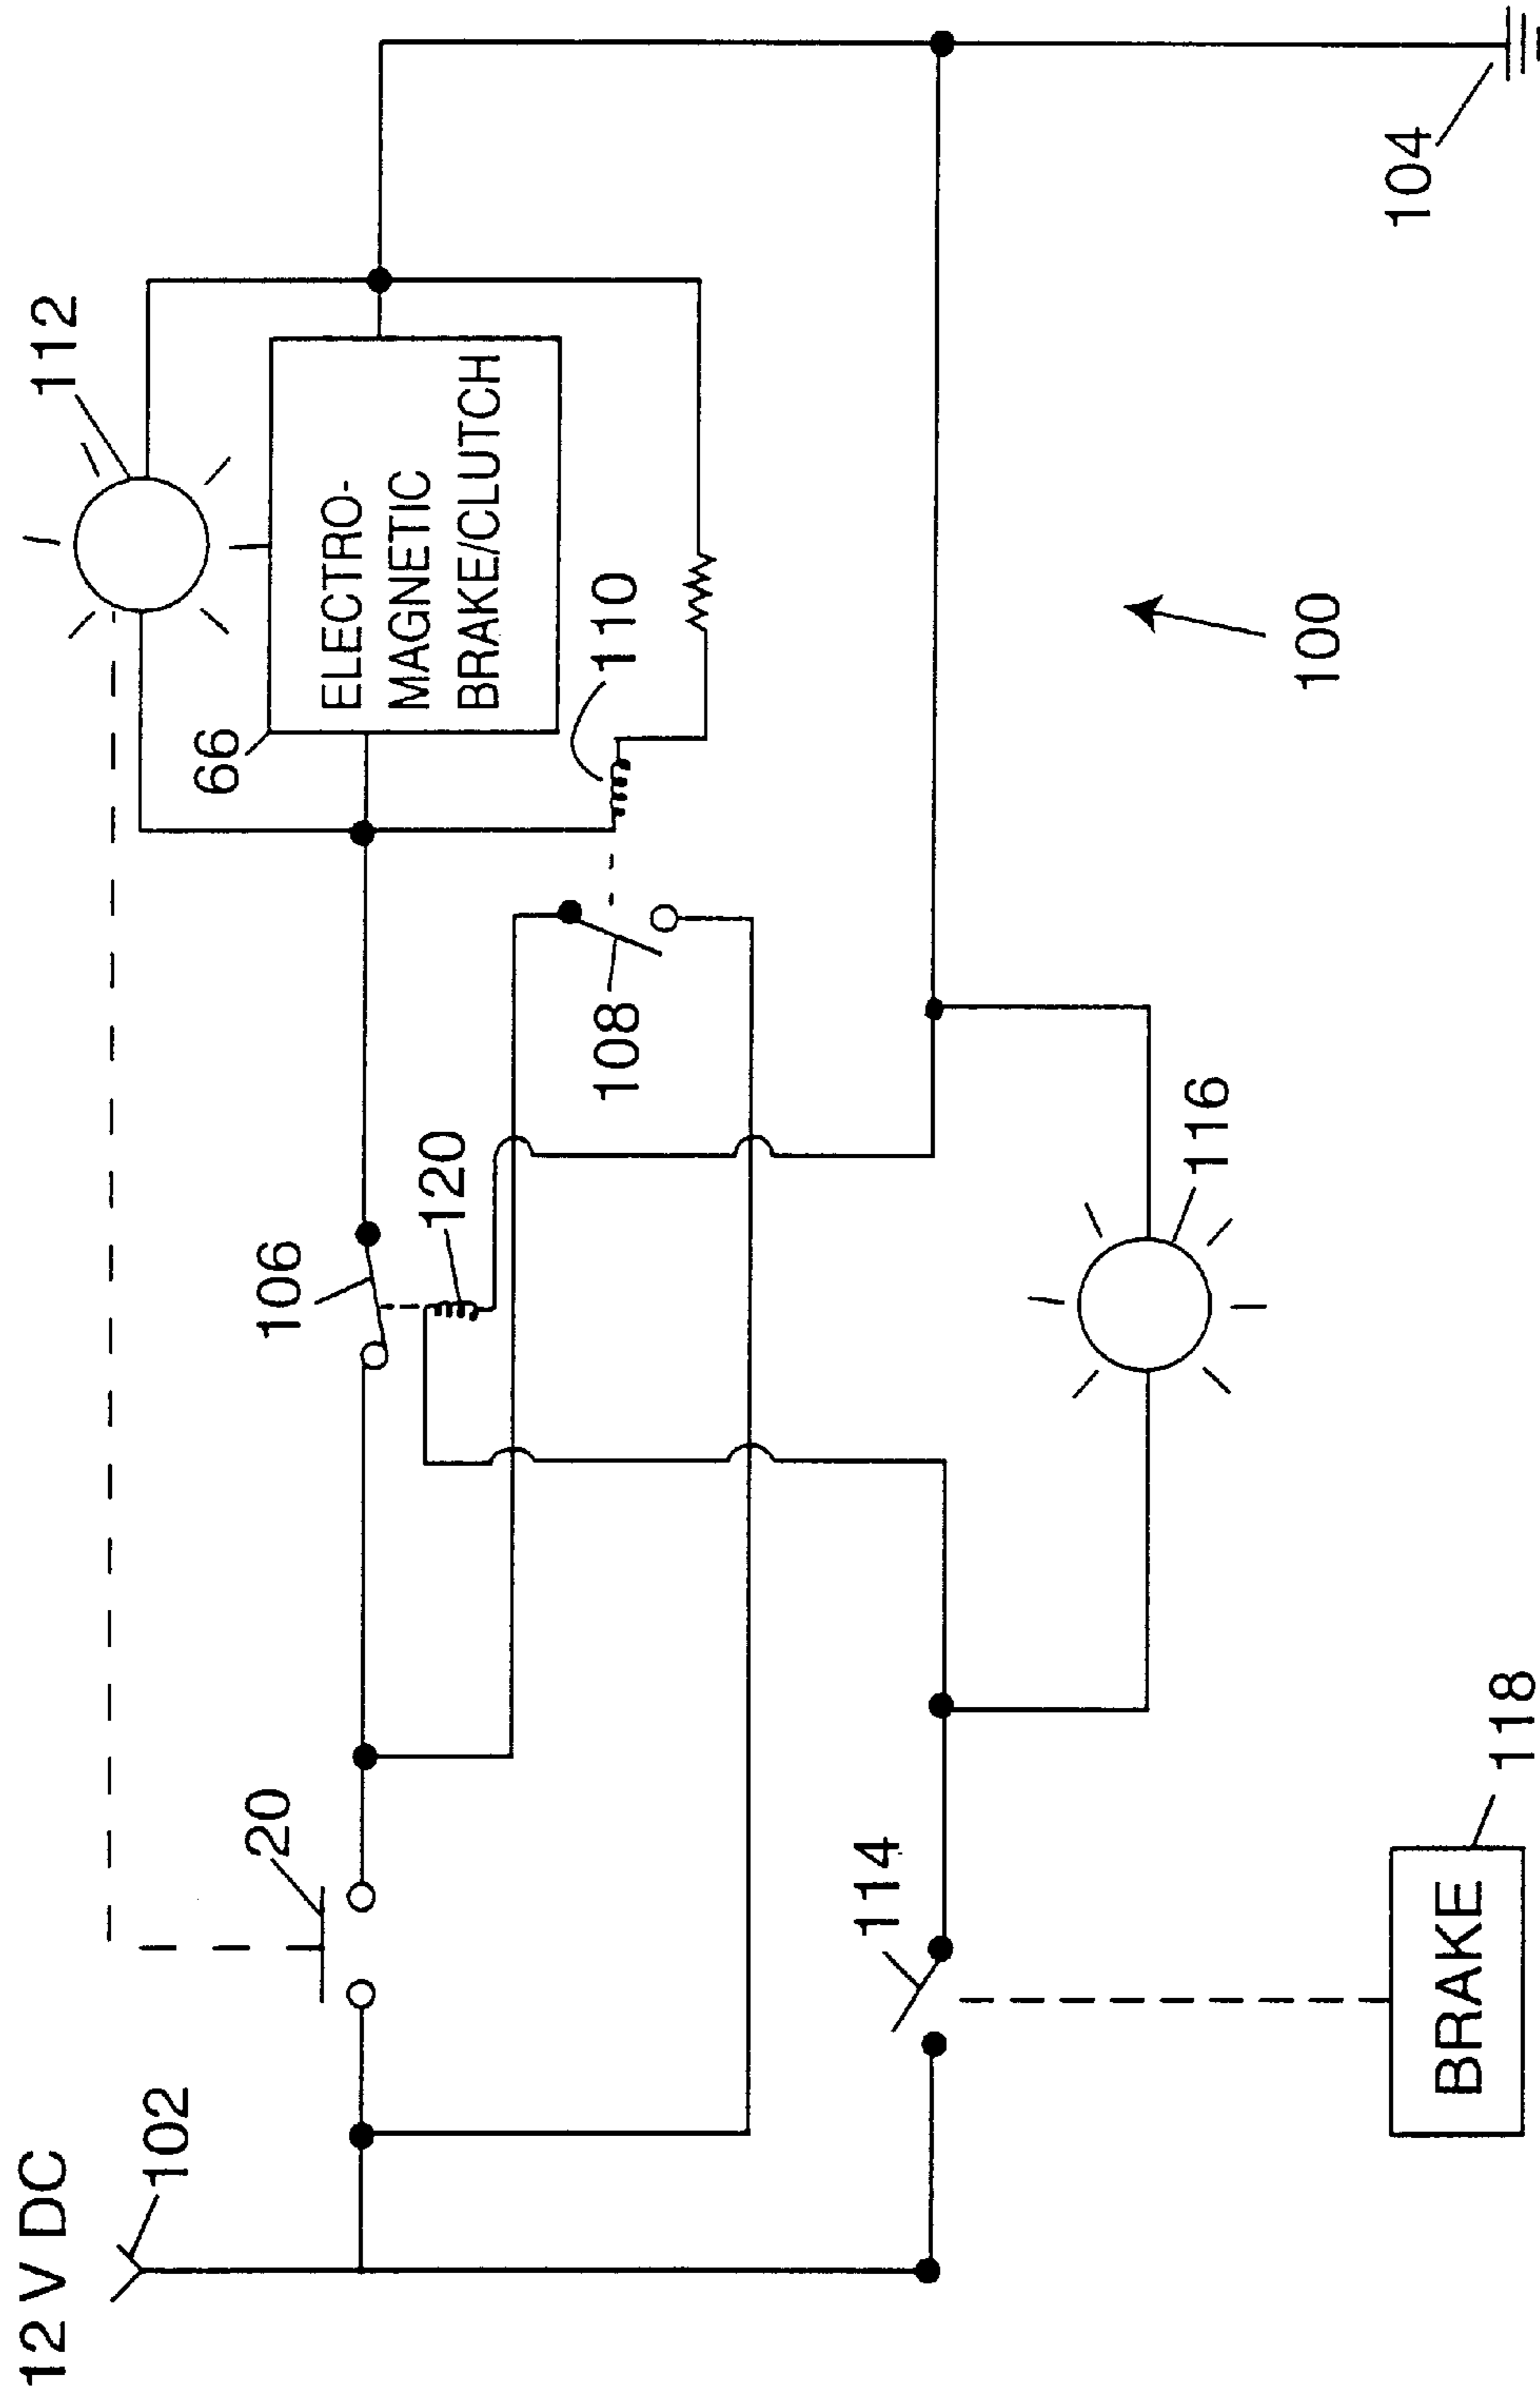 12 V DC
102
20
106
120
108
66
ELECTRO-
MAGNETIC
BRAKE/CLUTCH
110
112
114
BRAKE
118
116
100
104